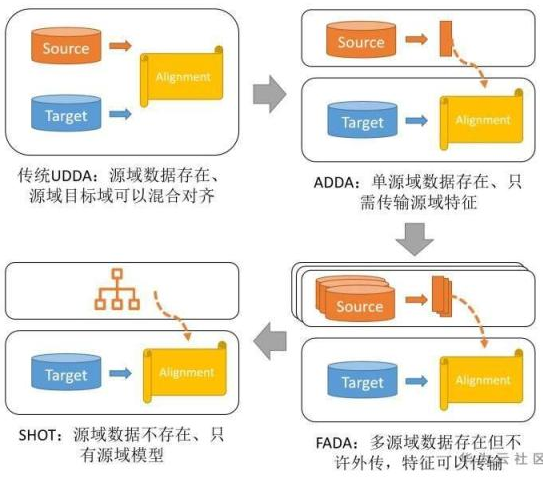 Source
Alignment
Target
传统UDDA：源域数据存在、
源域目标域可以混合对齐
Source
Target
Alignment
ADDA：单源域数据存在、只
需传输源域特征
Target
Alignment
SHOT：源域数据不存在、只
有源域模型
Source
Target
Alignment
FADA：多源域数据存在但不
许外传，特征可以传输
云社区